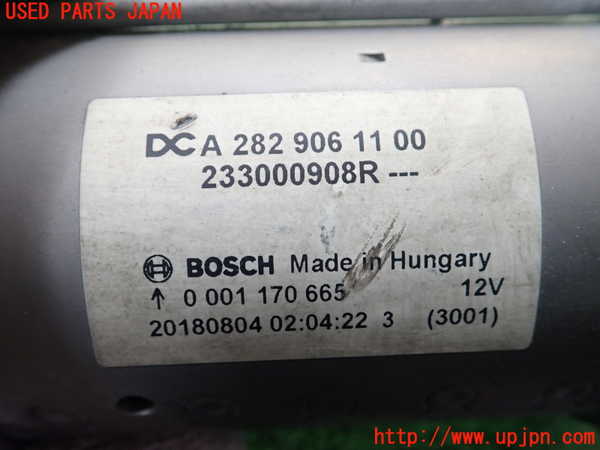 USED PARTS JAPAN
DC A 282 906 11 00
233000908R ---
BOSCH Made in Hungary
↑ 0 001 170 665 12V
20180804 02:04:22 3 (3001)
UPJ
www.upjpn.com